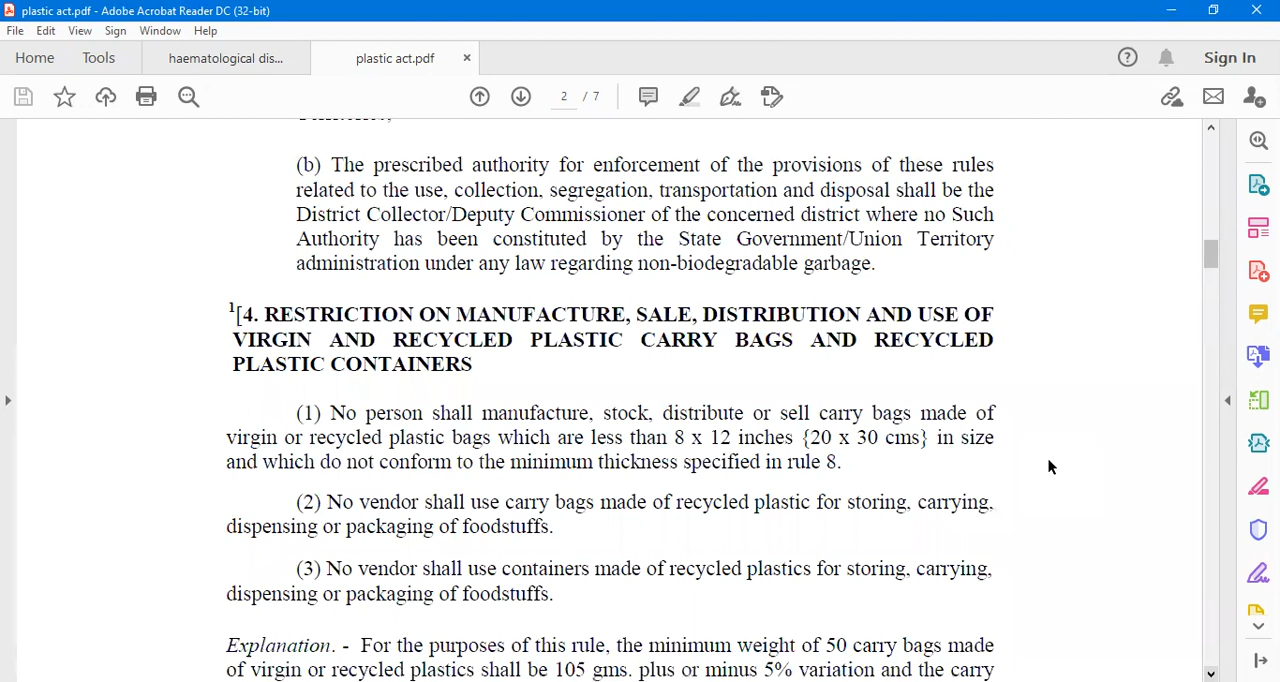 plastic act.pdf - Adobe Acrobat Reader DC (32-bit)
File Edit View Sign Window Help
Home Tools haematological dis... plastic act.pdf × Sign In
2 / 7
(b) The prescribed authority for enforcement of the provisions of these rules
related to the use, collection, segregation, transportation and disposal shall be the
District Collector/Deputy Commissioner of the concerned district where no Such
Authority has been constituted by the State Government/Union Territory
administration under any law regarding non-biodegradable garbage.
1[4. RESTRICTION ON MANUFACTURE, SALE, DISTRIBUTION AND USE OF
VIRGIN AND RECYCLED PLASTIC CARRY BAGS AND RECYCLED
PLASTIC CONTAINERS
(1) No person shall manufacture, stock, distribute or sell carry bags made of
virgin or recycled plastic bags which are less than 8 x 12 inches {20 x 30 cms} in size
and which do not conform to the minimum thickness specified in rule 8.
(2) No vendor shall use carry bags made of recycled plastic for storing, carrying,
dispensing or packaging of foodstuffs.
(3) No vendor shall use containers made of recycled plastics for storing, carrying,
dispensing or packaging of foodstuffs.
Explanation. - For the purposes of this rule, the minimum weight of 50 carry bags made
of virgin or recycled plastics shall be 105 gms. plus or minus 5% variation and the carry